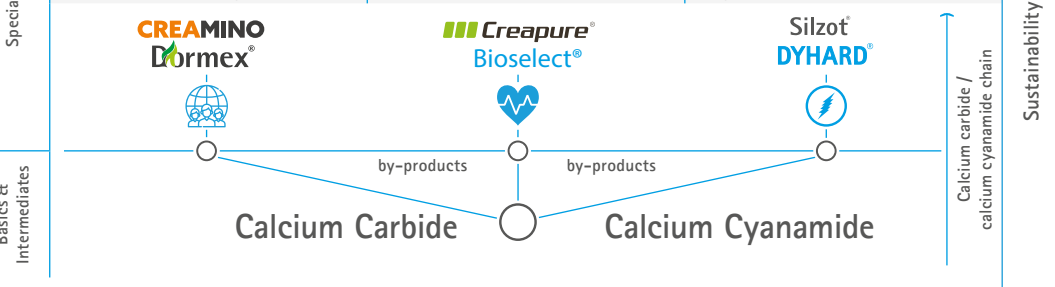 Specia
CREAMINO
Dormex®
Creapure®
Bioselect®
Silzot®
DYHARD®
Calcium carbide /
calcium cyanamide chain
Sustainability
by-products
by-products
Basics &
Intermediates
Calcium Carbide
Calcium Cyanamide